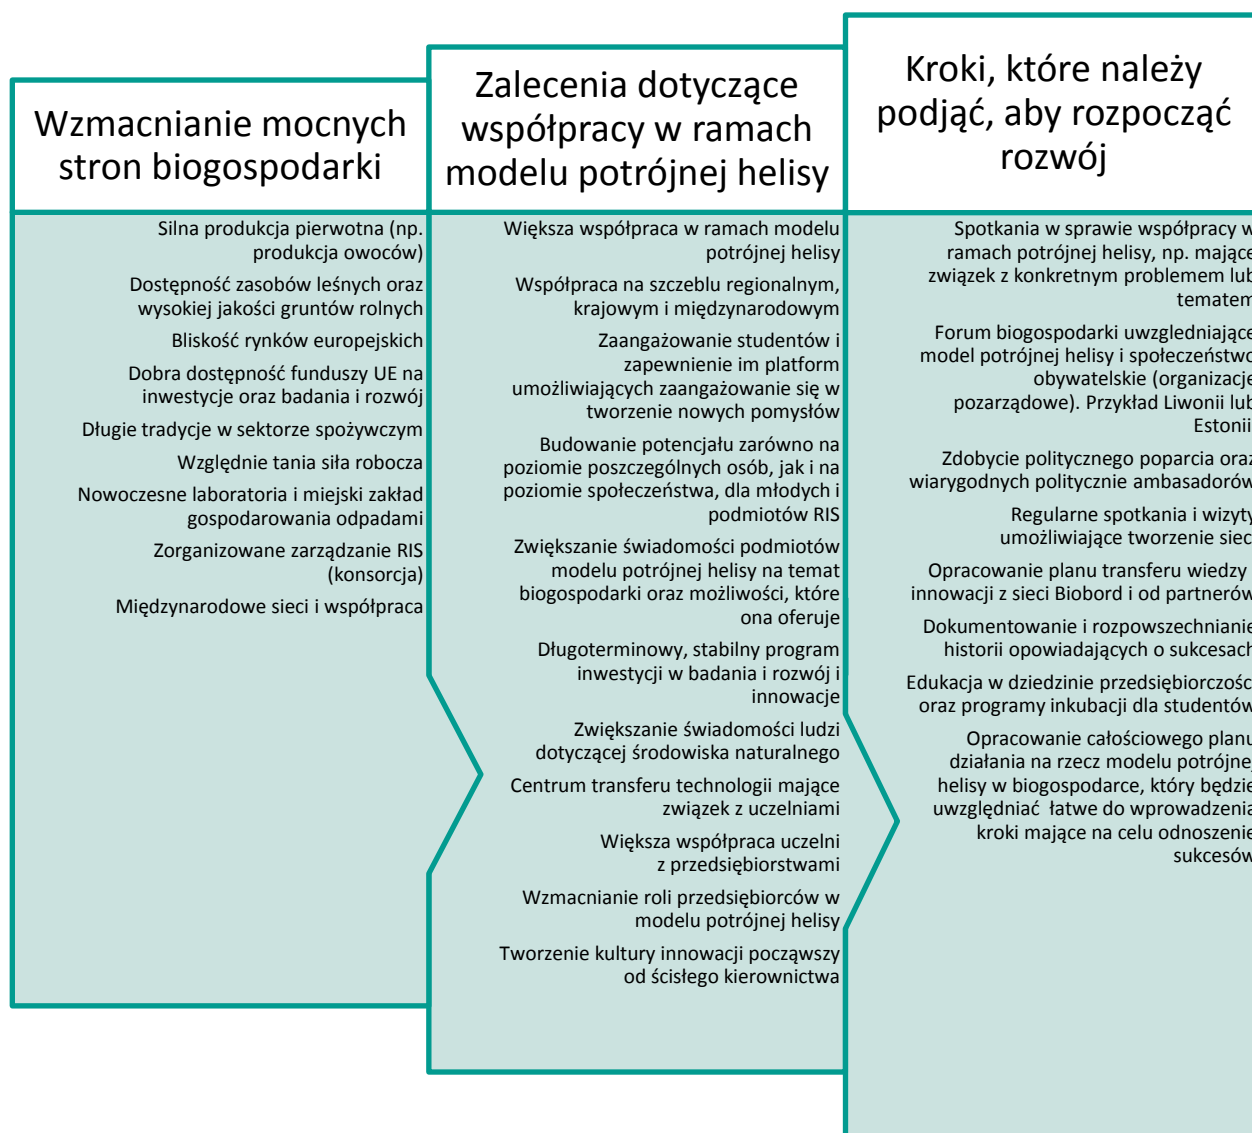 Wzmacnianie mocnych
stron biogospodarki
Silna produkcja pierwotna (np.
produkcja owoców)
Dostępność zasobów leśnych oraz
wysokiej jakości gruntów rolnych
Bliskość rynków europejskich
Dobra dostępność funduszy UE na
inwestycje oraz badania i rozwój
Długie tradycje w sektorze spożywczym
Względnie tania siła robocza
Nowoczesne laboratoria i miejski zakład
gospodarowania odpadami
Zorganizowane zarządzanie RIS
(konsorcja)
Międzynarodowe sieci i współpraca
Zalecenia dotyczące
współpracy w ramach
modelu potrójnej helisy
Większa współpraca w ramach modelu
potrójnej helisy
Współpraca na szczeblu regionalnym,
krajowym i międzynarodowym
Zaangażowanie studentów i
zapewnienie im platform
umożliwiających zaangażowanie się w
tworzenie nowych pomysłów
Budowanie potencjału zarówno na
poziomie poszczególnych osób, jak i na
poziomie społeczeństwa, dla młodych i
podmiotów RIS
Zwiększanie świadomości podmiotów
modelu potrójnej helisy na temat
biogospodarki oraz możliwości, które
ona oferuje
Długoterminowy, stabilny program
inwestycji w badania i rozwój i
innowacje
Zwiększanie świadomości ludzi
dotyczącej środowiska naturalnego
Centrum transferu technologii mające
związek z uczelniami
Większa współpraca uczelni
z przedsiębiorstwami
Wzmacnianie roli przedsiębiorców w
modelu potrójnej helisy
Tworzenie kultury innowacji począwszy
od ścisłego kierownictwa
Kroki, które należy
podjąć, aby rozpocząć
rozwój
Spotkania w sprawie współpracy w
ramach potrójnej helisy, np. mające
związek z konkretnym problemem lub
tematem
Forum biogospodarki uwzgledniające
model potrójnej helisy i społeczeństwo
obywatelskie (organizacje
pozarządowe). Przykład Liwonii lub
Estonii
Zdobycie politycznego poparcia oraz
wiarygodnych politycznie ambasadorów
Regularne spotkania i wizyty
umożliwiające tworzenie sieci
Opracowanie planu transferu wiedzy
innowacji z sieci Biobord i od partnerów
Dokumentowanie i rozpowszechnianie
historii opowiadających o sukcesach
Edukacja w dziedzinie przedsiębiorczości
oraz programy inkubacji dla studentów
Opracowanie całościowego planu
działania na rzecz modelu potrójnej
helisy w biogospodarce, który będzie
uwzględniać łatwe do wprowadzenia
kroki mające na celu odnoszenie
sukcesów